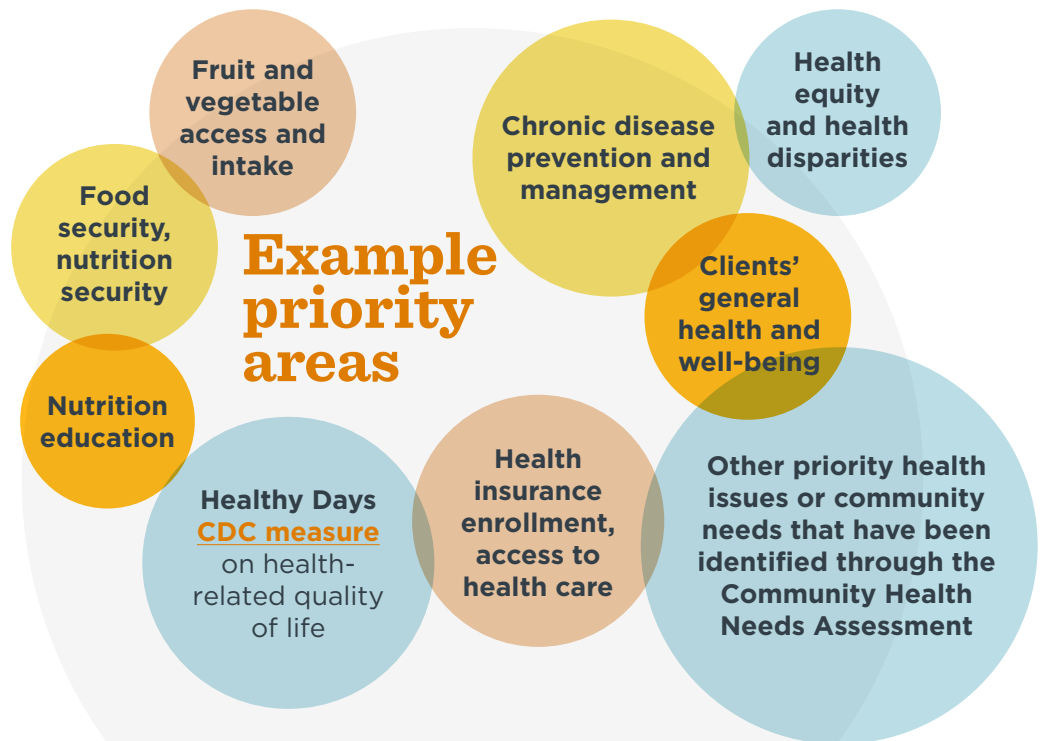 Example
priority
areas
Fruit and
vegetable
access and
intake
Food
security,
nutrition
security
Nutrition
education
Healthy Days
CDC measure
on health-
related quality
of life
Health
insurance
enrollment,
access to
health care
Chronic disease
prevention and
management
Health
equity
and health
disparities
Clients’
general
health and
well-being
Other priority health
issues or community
needs that have been
identified through the
Community Health
Needs Assessment